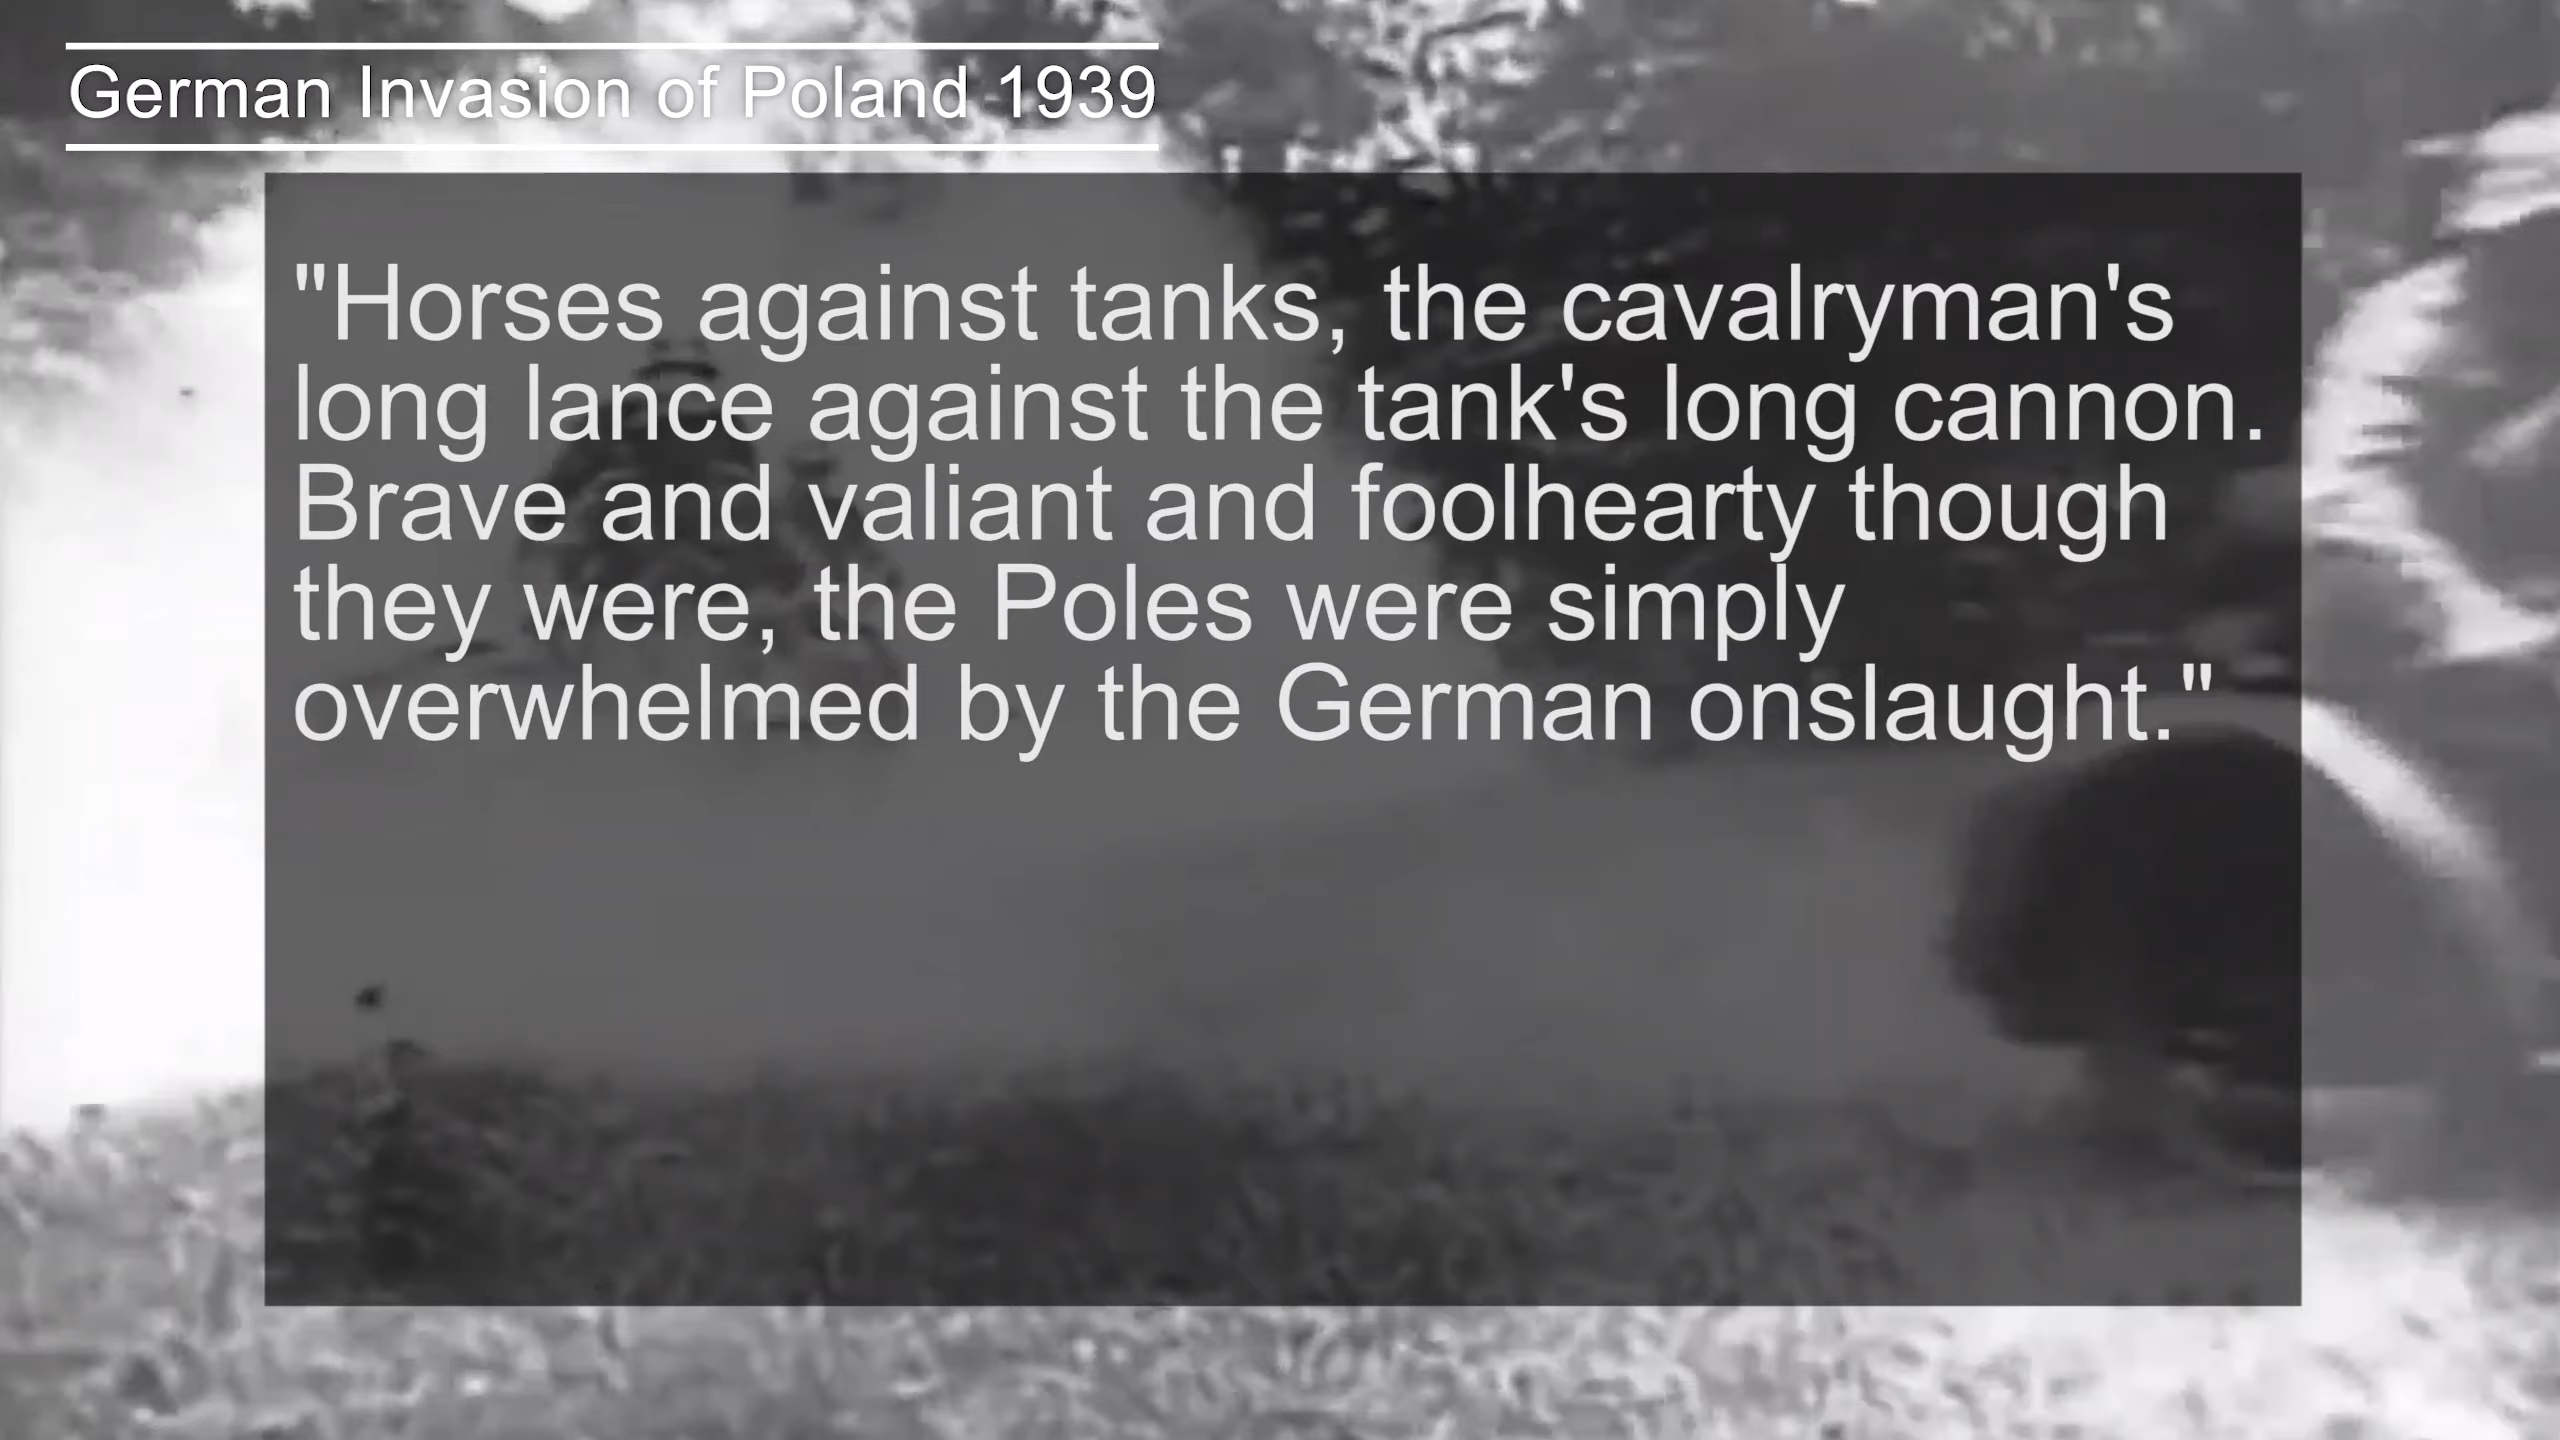 German Invasion of Poland 1939
"Horses against tanks, the cavalryman's
long lance against the tank's long cannon.
Brave and valiant and foolhearty though
they were, the Poles were simply
overwhelmed by the German onslaught."